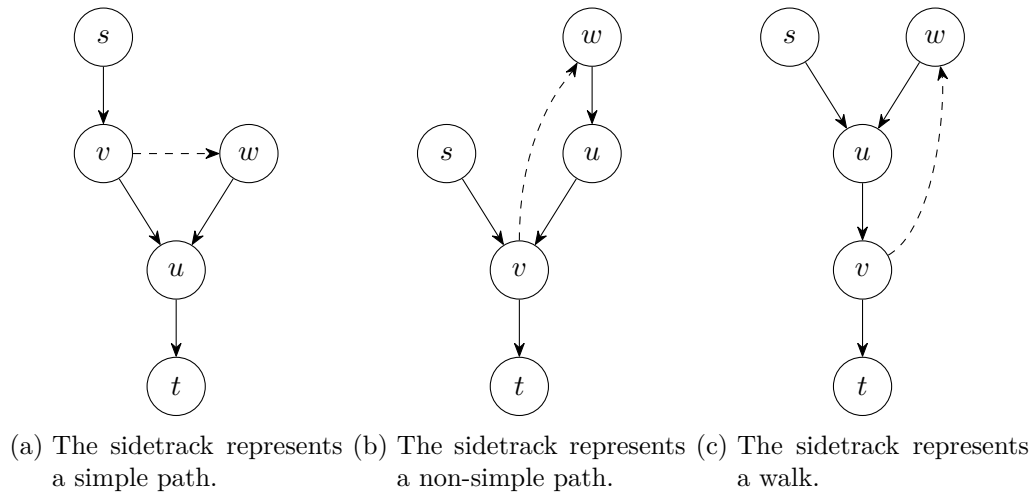 s
w
s
w
v
w
s
u
u
u
v
v
t
t
t
(a) The sidetrack represents
a simple path.
(b) The sidetrack represents
a non-simple path.
(c) The sidetrack represents
a walk.